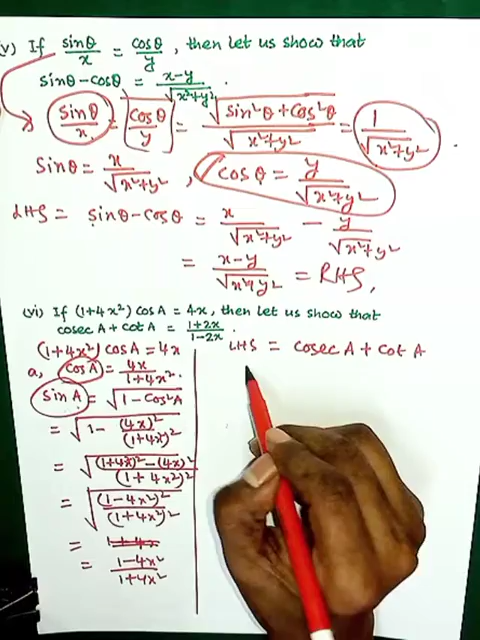 v) If sinθ/x = cosθ/y, then let us show that
sinθ-cosθ = x-y/√x²+y².
sinθ/x = cosθ/y = √sin²θ+cos²θ/√x²+y² = 1/√x²+y².
Sinθ = x/√x²+y², cosθ = y/√x²+y²
LHS = sinθ-cosθ = x/√x²+y² - y/√x²+y²
= x-y/√x²+y² = RHS,
(vi) If (1+4x²) cosA = 4x, then let us show that
cosec A + cot A = 1+2x/1-2x.
(1+4x²) cosA = 4x
a, cosA = 4x/1+4x².
sin A = √1-Cos²A
= √1-(4x)²/(1+4x²)²
= √(1+4x²)²-(4x)²/(1+4x²)²
= √(1-4x²)²/(1+4x²)²
= 1+4x
= 1-4x²/1+4x²
LHS = cosec A + cot A